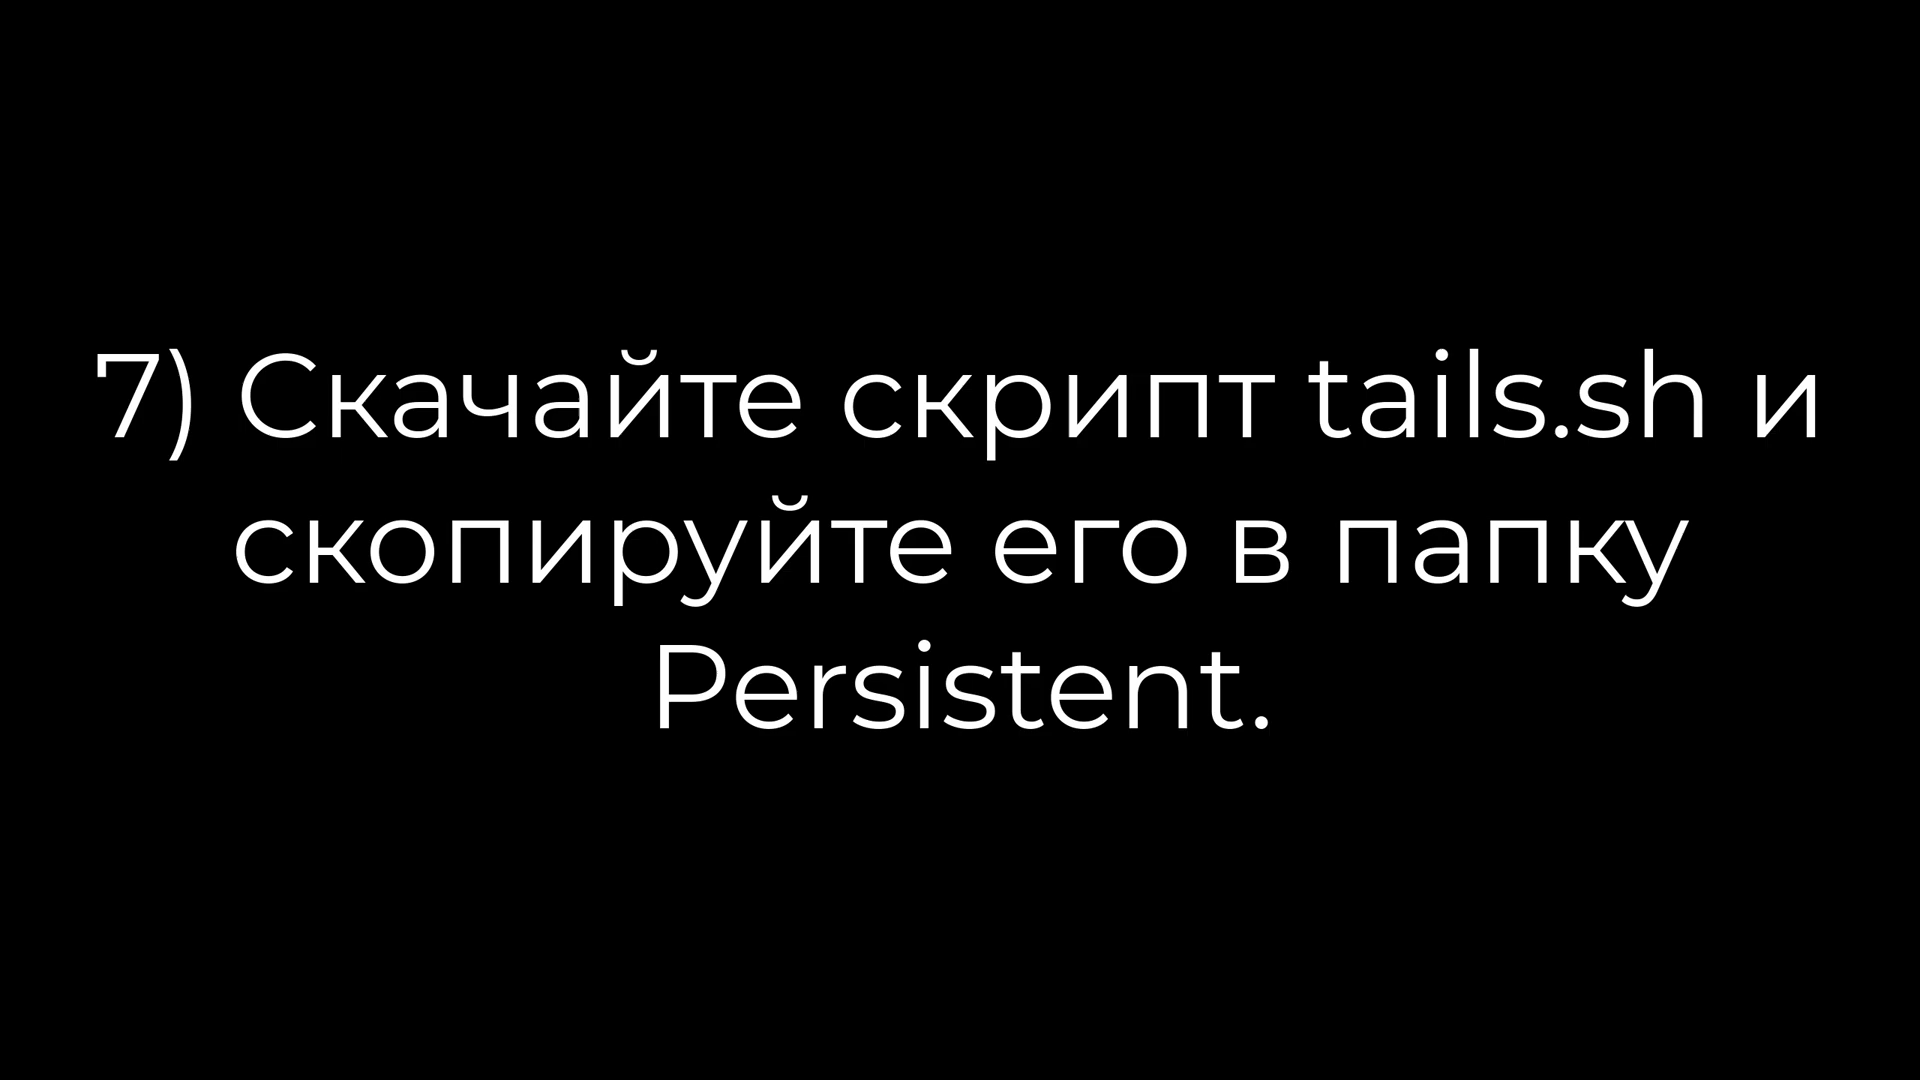 7) Скачайте скрипт tails.sh и
скопируйте его в папку
Persistent.